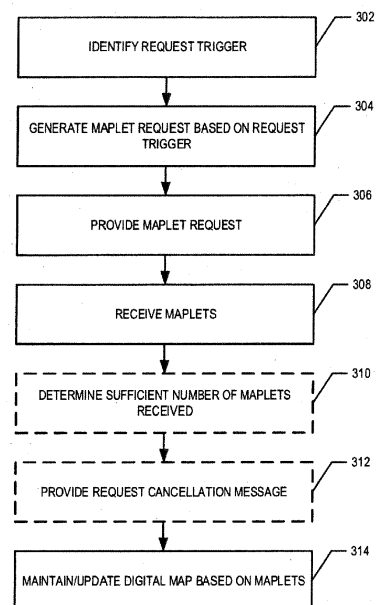 302
IDENTIFY REQUEST TRIGGER
304
GENERATE MAPLET REQUEST BASED ON REQUEST
TRIGGER
306
PROVIDE MAPLET REQUEST
308
RECEIVE MAPLETS
310
DETERMINE SUFFICIENT NUMBER OF MAPLETS
RECEIVED
312
PROVIDE REQUEST CANCELLATION MESSAGE
314
MAINTAIN/UPDATE DIGITAL MAP BASED ON MAPLETS